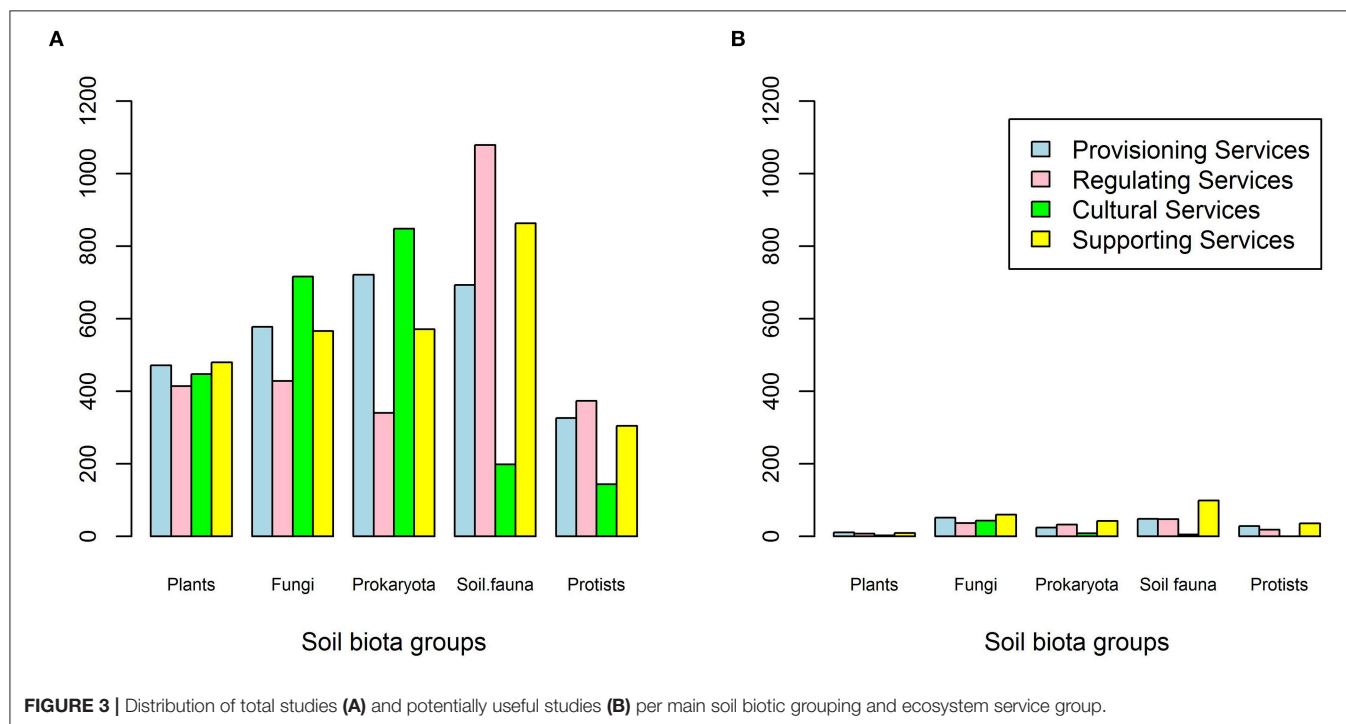 A
1200
1000
800
600
400
200
0
Plants Fungi Prokaryota Soil.fauna Protists
Soil biota groups
B
1200
1000
800
600
400
200
0
Provisioning Services
Regulating Services
Cultural Services
Supporting Services
Plants Fungi Prokaryota Soil fauna Protists
Soil biota groups
FIGURE 3 | Distribution of total studies (A) and potentially useful studies (B) per main soil biotic grouping and ecosystem service group.